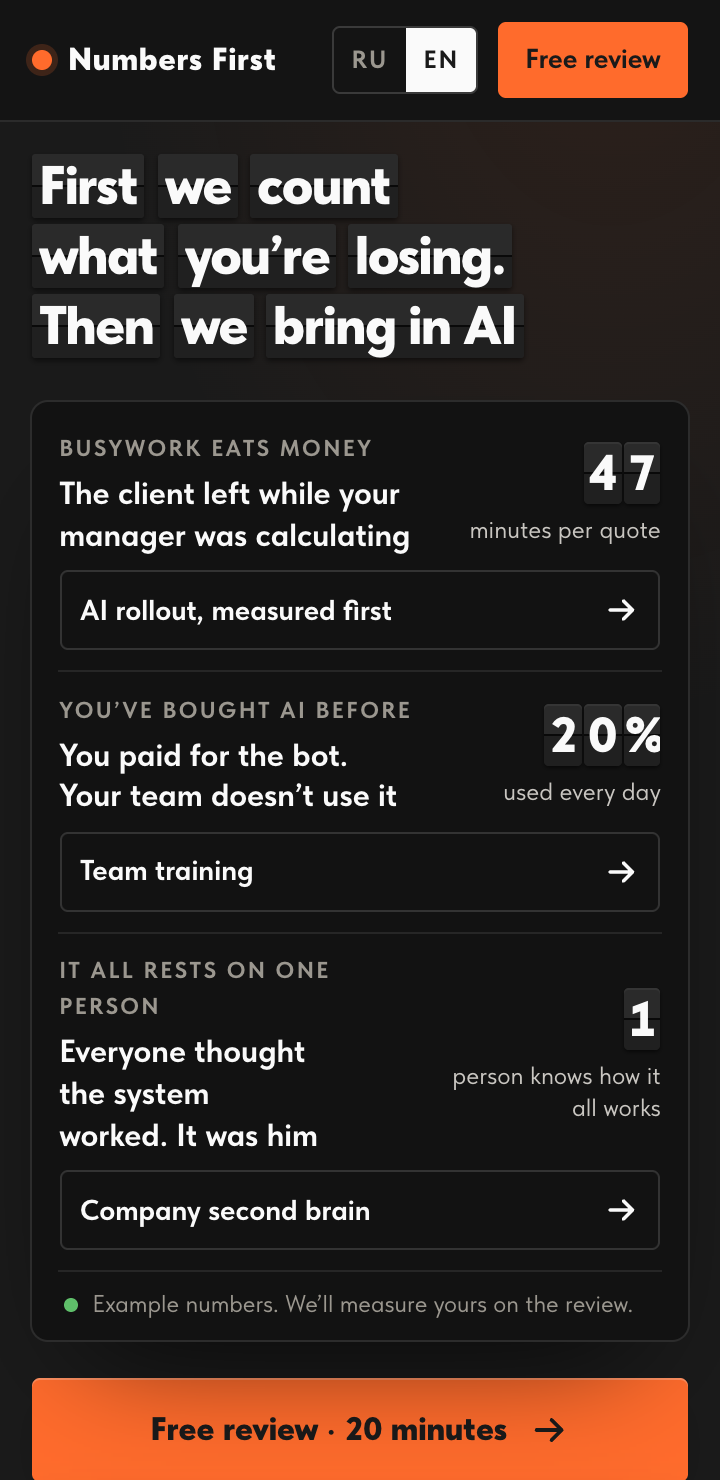 Numbers First
RU
EN
Free review
First we count
what you’re losing.
Then we bring in AI
BUSYWORK EATS MONEY
The client left while your
manager was calculating
47
minutes per quote
AI rollout, measured first →
YOU’VE BOUGHT AI BEFORE
You paid for the bot.
Your team doesn’t use it
20%
used every day
Team training →
IT ALL RESTS ON ONE
PERSON
Everyone thought
the system
worked. It was him
1
person knows how it
all works
Company second brain →
Example numbers. We’ll measure yours on the review.
Free review · 20 minutes →